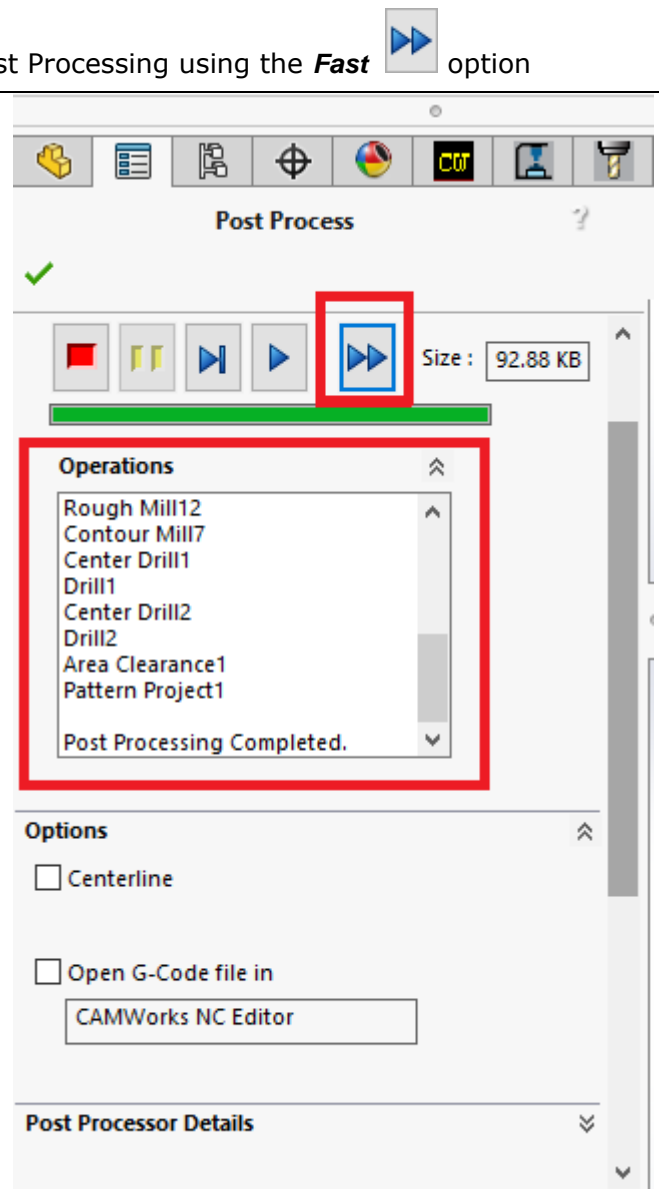 st Processing using the Fast option
CW
Post Process
?
Size : 92.88 KB
Operations
Rough Mill12
Contour Mill7
Center Drill1
Drill1
Center Drill2
Drill2
Area Clearance1
Pattern Project1
Post Processing Completed.
Options
Centerline
Open G-Code file in
CAMWorks NC Editor
Post Processor Details